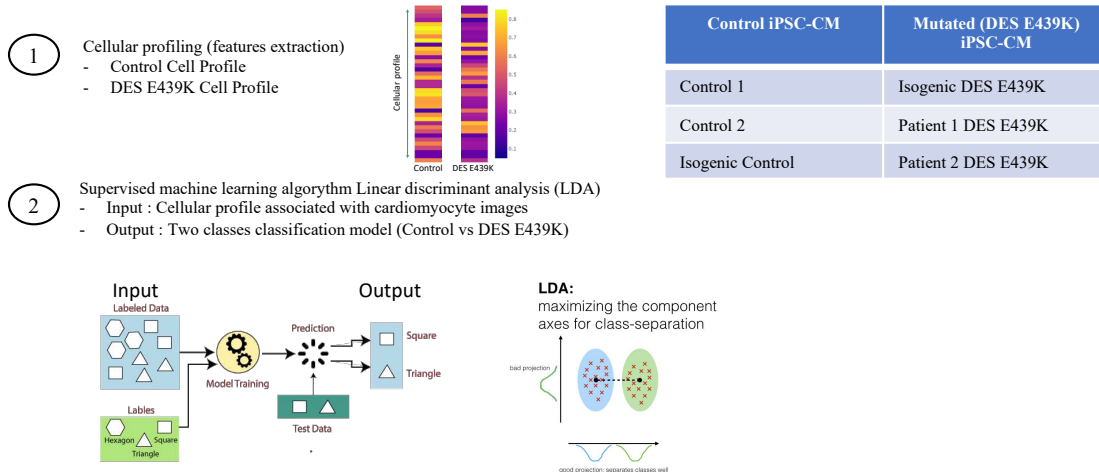 1
Cellular profiling (features extraction)
- Control Cell Profile
- DES E439K Cell Profile
Cellular profile
Control
DES E439K
0.8
0.7
0.6
0.5
0.4
0.3
0.2
0.1
Control iPSC-CM
Mutated (DES E439K)
iPSC-CM
Control 1
Isogenic DES E439K
Control 2
Patient 1 DES E439K
Isogenic Control
Patient 2 DES E439K
2
Supervised machine learning algorythm Linear discriminant analysis (LDA)
- Input : Cellular profile associated with cardiomyocyte images
- Output : Two classes classification model (Control vs DES E439K)
Input
Output
Labeled Data
Model Training
Prediction
Square
Triangle
Lables
Hexagon
Square
Triangle
Test Data
LDA:
maximizing the component
axes for class-separation
bad projection
good projection: separates classes well